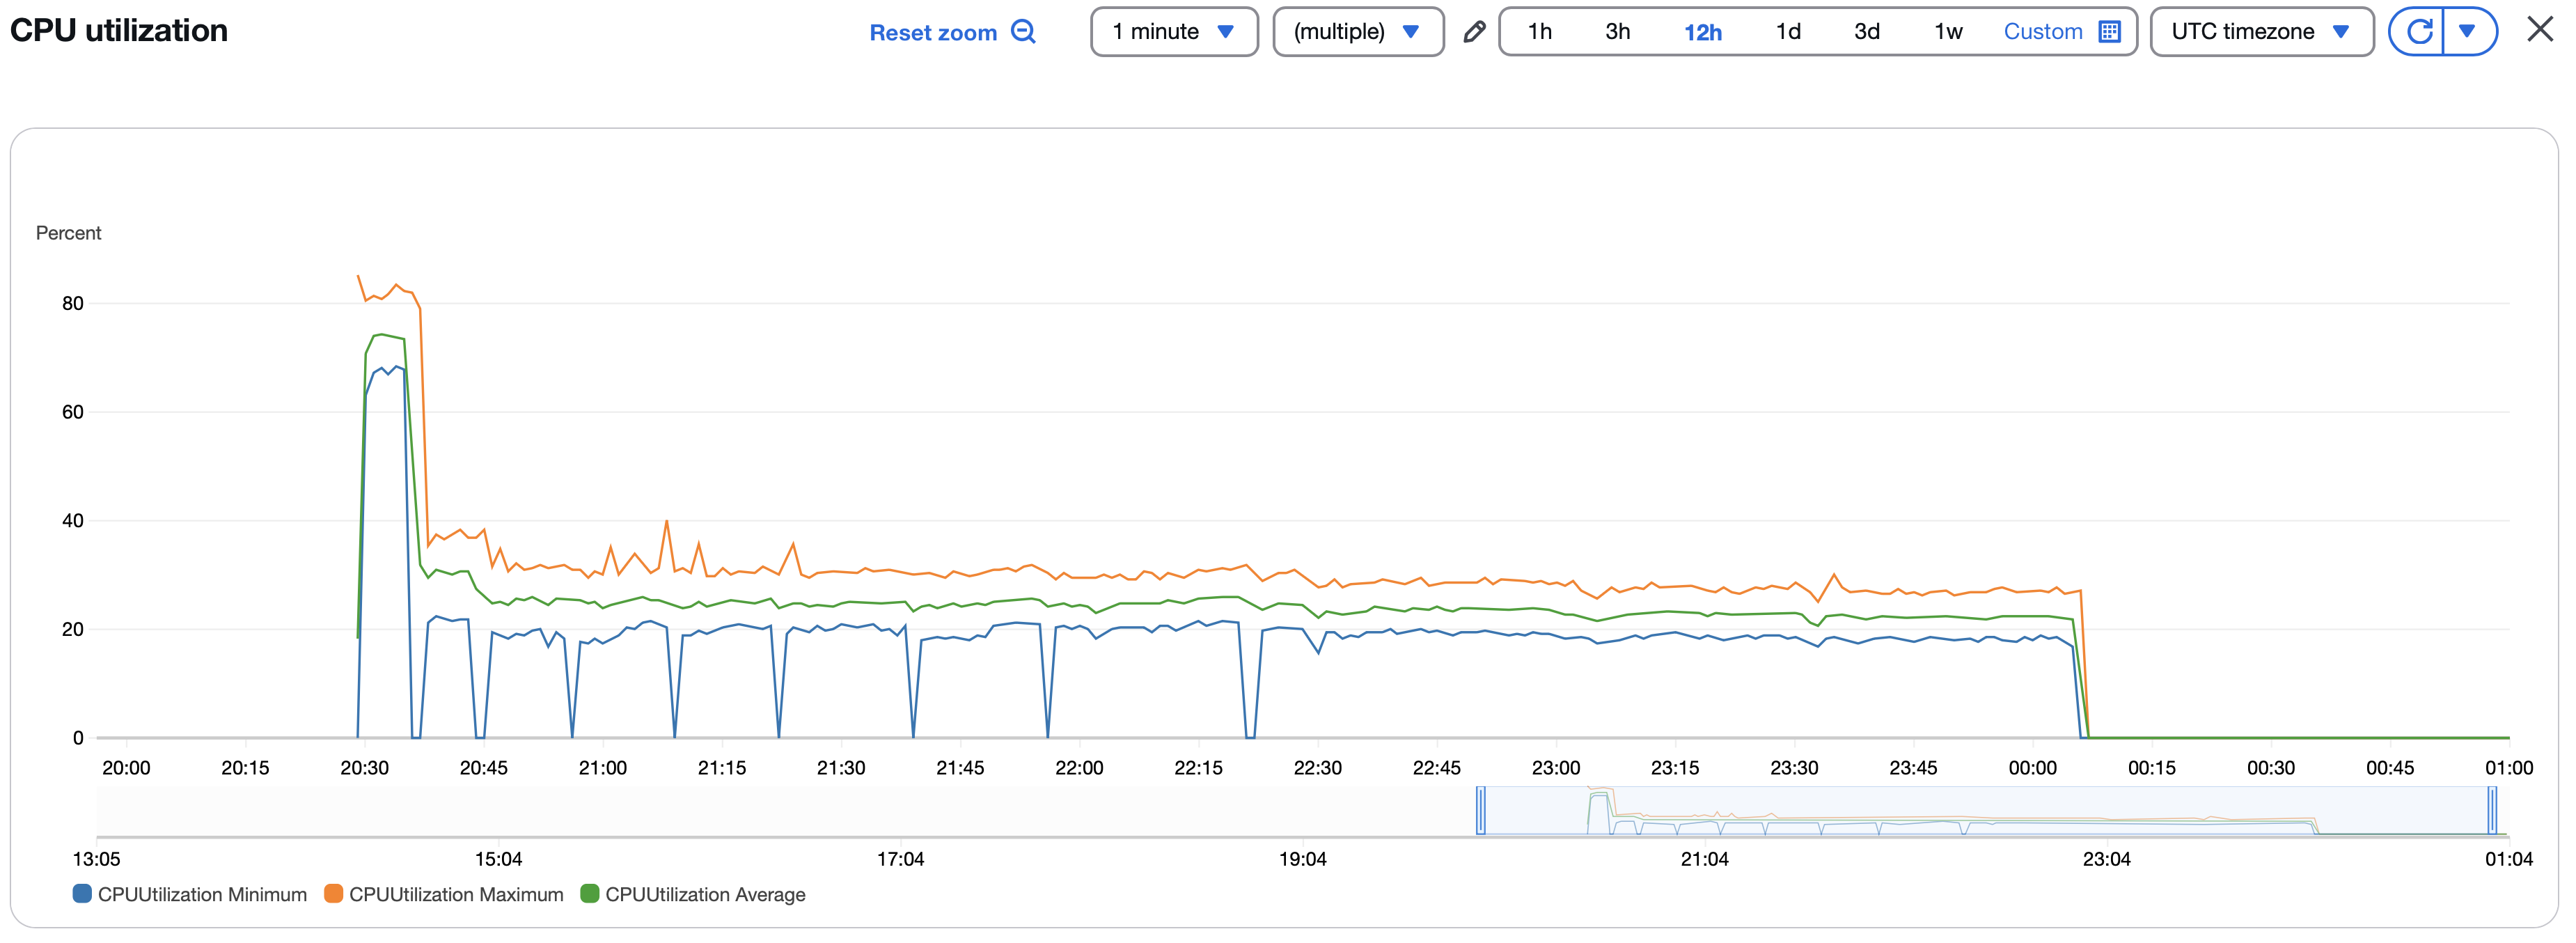 CPU utilization
Reset zoom
1 minute
(multiple)
1h 3h 12h 1d 3d 1w Custom
UTC timezone
Percent
80
60
40
20
0
20:00 20:15 20:30 20:45 21:00 21:15 21:30 21:45 22:00 22:15 22:30 22:45 23:00 23:15 23:30 23:45 00:00 00:15 00:30 00:45 01:00
13:05 15:04 17:04 19:04 21:04 23:04 01:04
CPUUtilization Minimum CPUUtilization Maximum CPUUtilization Average